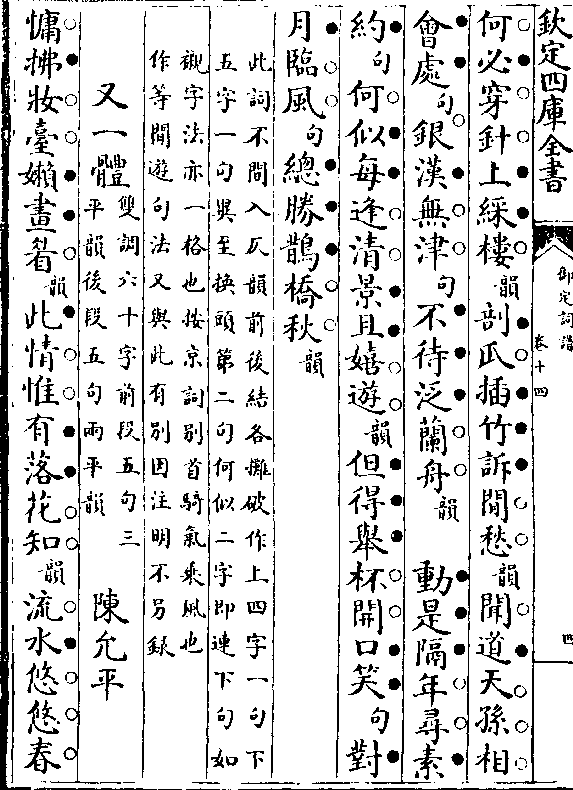 欽定四庫全書
御定詞譜
卷十四
四
何必穿針上綵樓韻剖瓜插竹訴閒愁韻聞道天孫相
會處句銀漢無津句不待泛蘭舟韻 動是隔年尋素
約句何似每逢清景且嬉遊韻但得舉杯開口笑句對
月臨風句總勝鵲橋秋韻
此詞不間入仄韻前後結各攤破作上四字一句下
五字一句異至換頭第二句何似二字即連下句如
觀字法亦一格也按京詞别首騎氣乘風也
作等閒遊句法又與此有别因注明不另録
又一體雙調六十字前段五句三
平韻後段五句兩平韻 陳允平
慵拂妝臺嬾畫眉韻此情惟有落花知韻流水悠悠春